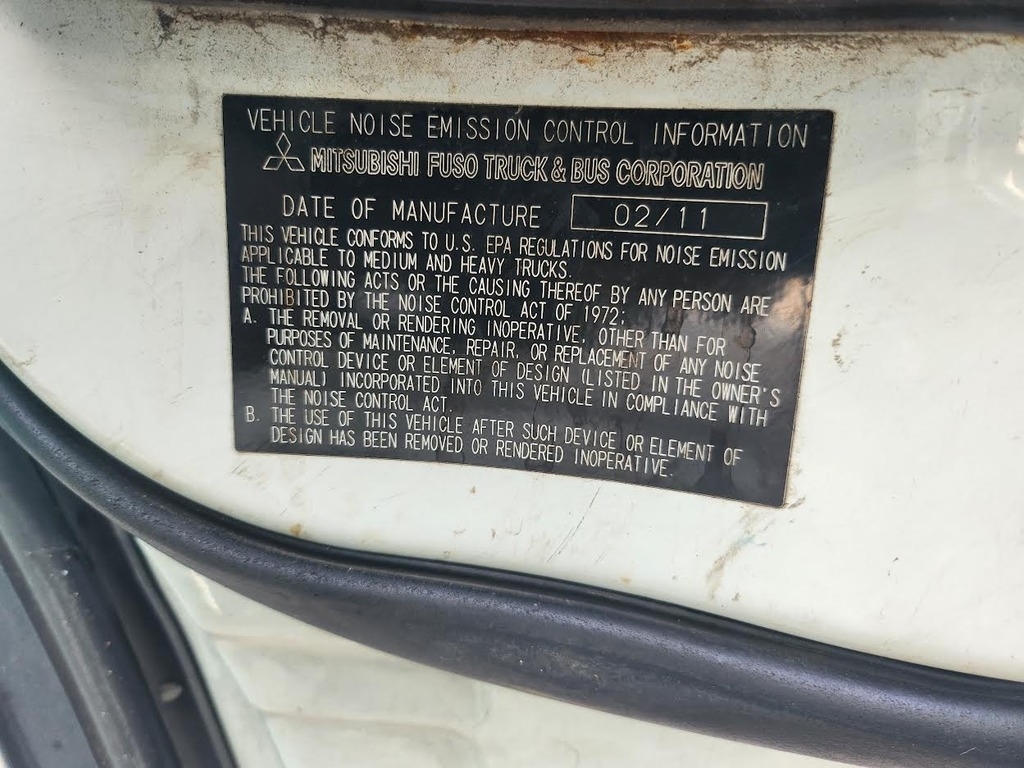 VEHICLE NOISE EMISSION CONTROL INFORMATION
MITSUBISHI FUSO TRUCK & BUS CORPORATION
DATE OF MANUFACTURE 02/11
THIS VEHICLE CONFORMS TO U.S. EPA REGULATIONS FOR NOISE EMISSION
APPLICABLE TO MEDIUM AND HEAVY TRUCKS.
THE FOLLOWING ACTS OR THE CAUSING THEREOF BY ANY PERSON ARE
PROHIBITED BY THE NOISE CONTROL ACT OF 1972;
A. THE REMOVAL OR RENDERING INOPERATIVE, OTHER THAN FOR
PURPOSES OF MAINTENANCE, REPAIR, OR REPLACEMENT OF ANY NOISE
CONTROL DEVICE OR ELEMENT OF DESIGN (LISTED IN THE OWNER'S
MANUAL) INCORPORATED INTO THIS VEHICLE IN COMPLIANCE WITH
THE NOISE CONTROL ACT.
B. THE USE OF THIS VEHICLE AFTER SUCH DEVICE OR ELEMENT OF
DESIGN HAS BEEN REMOVED OR RENDERED INOPERATIVE.